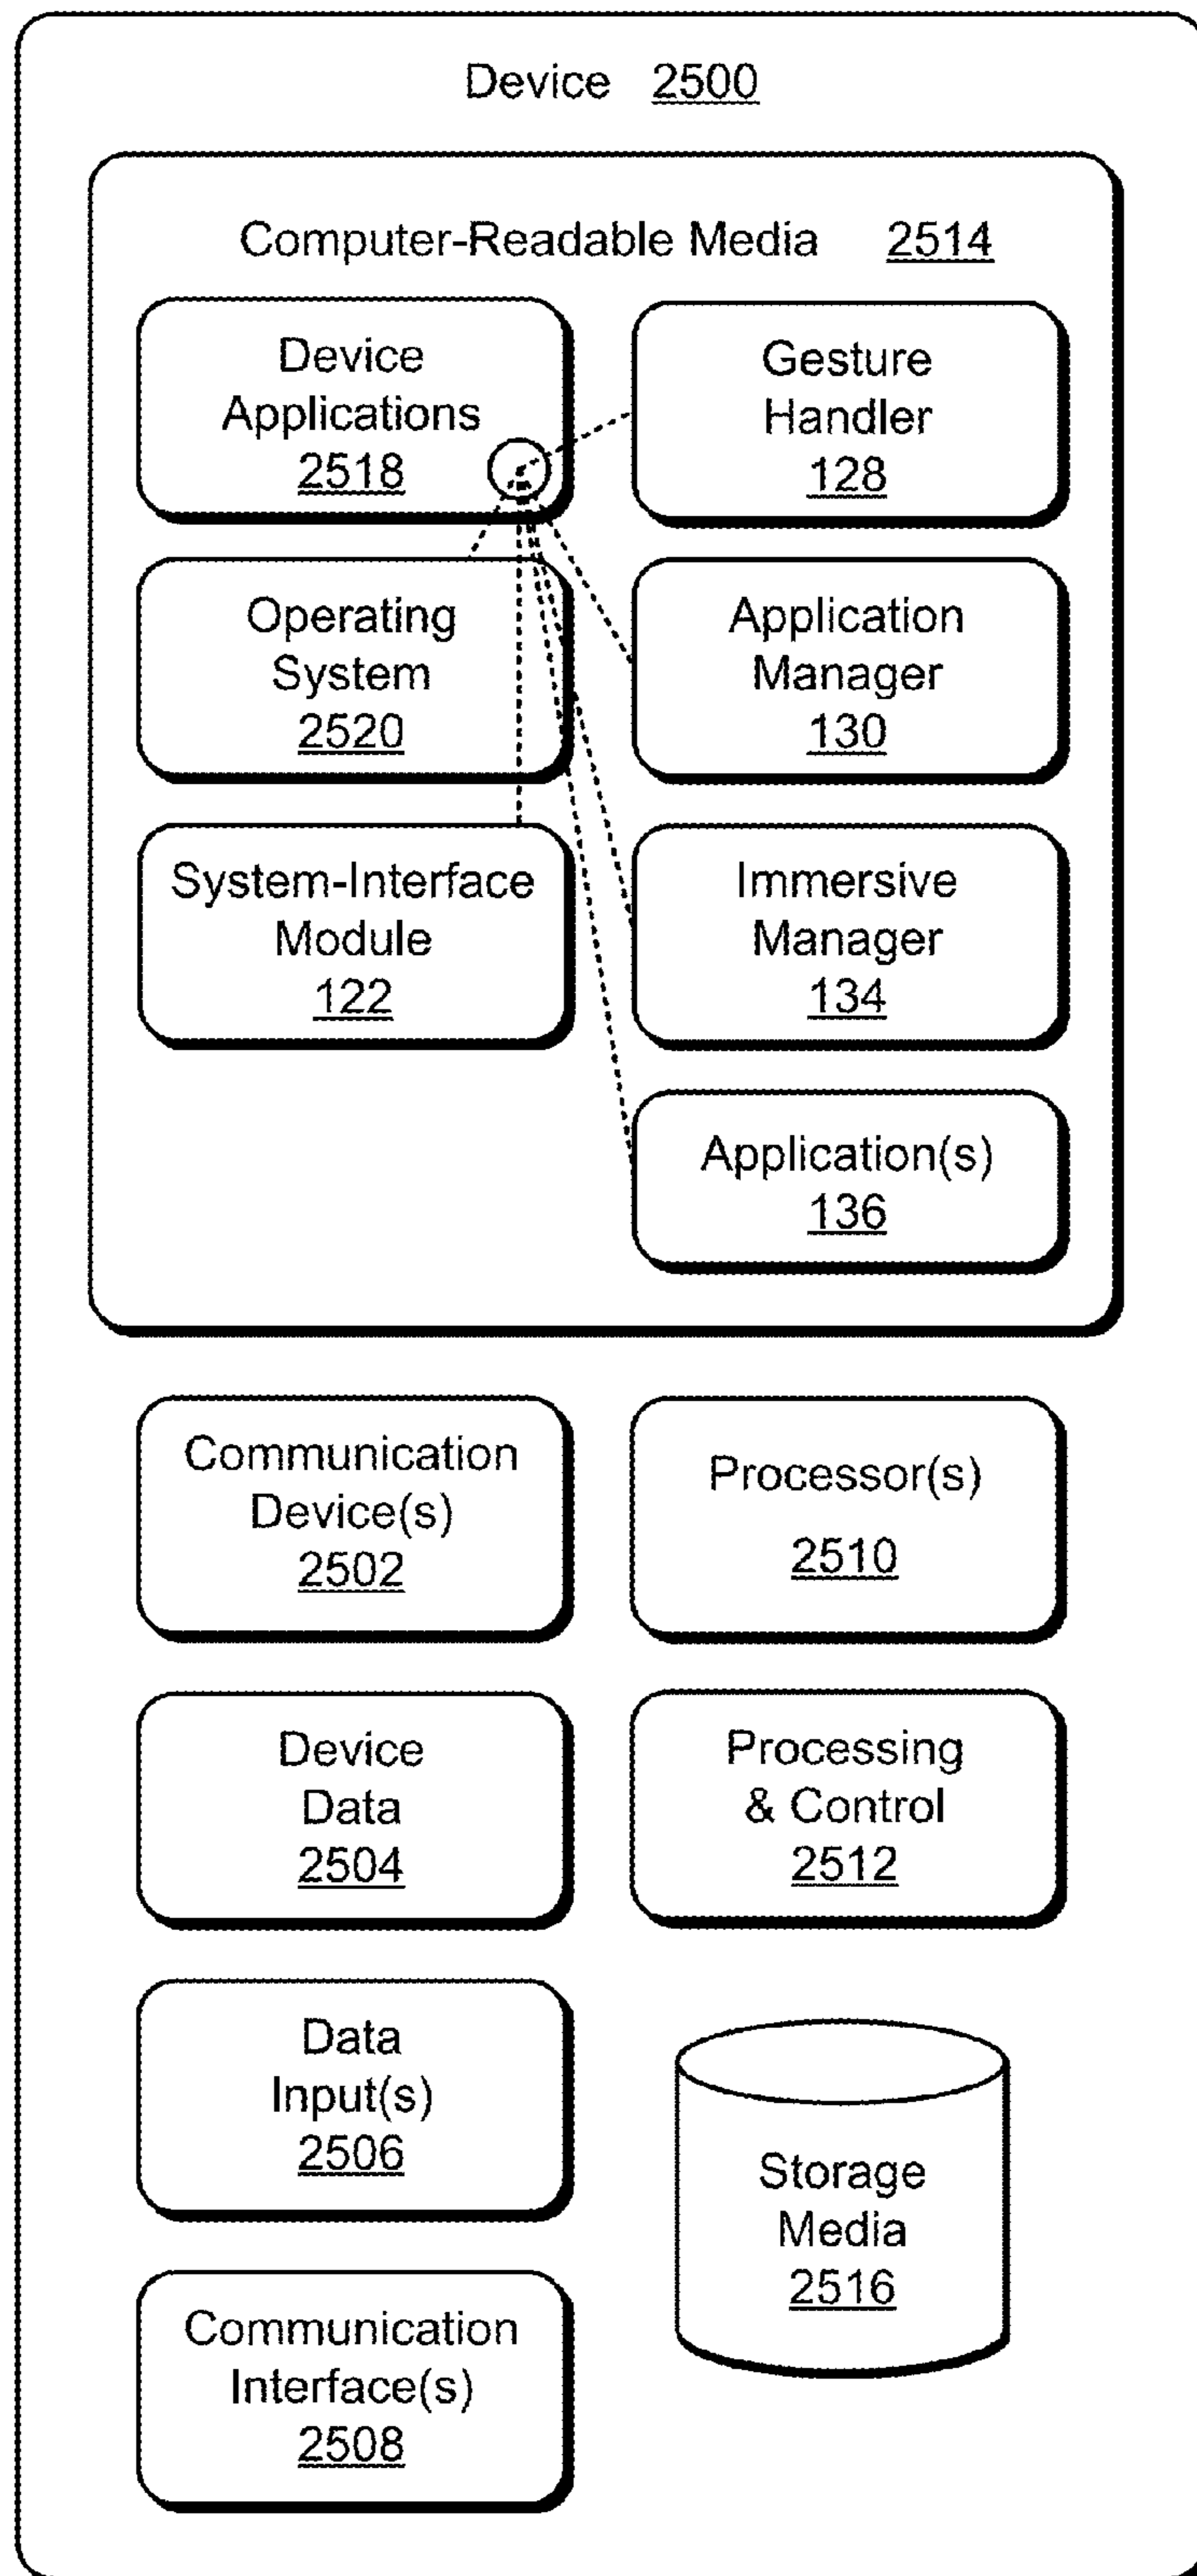 Device 2500
Computer-Readable Media 2514
Device
Applications
2518
Gesture
Handler
128
Operating
System
2520
Application
Manager
130
System-Interface
Module
122
Immersive
Manager
134
Application(s)
136
Communication
Device(s)
2502
Processor(s)
2510
Device
Data
2504
Processing
& Control
2512
Data
Input(s)
2506
Storage
Media
2516
Communication
Interface(s)
2508